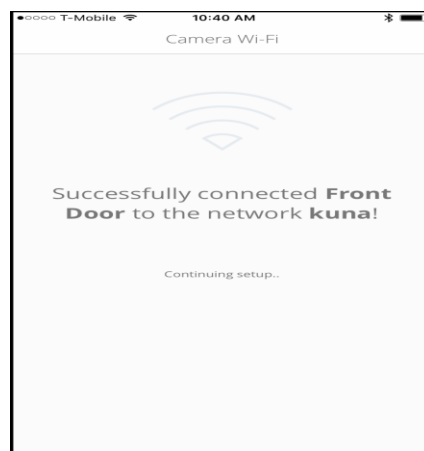 T-Mobile 10:40 AM
Camera Wi-Fi
Successfully connected Front
Door to the network kuna!
Continuing setup..